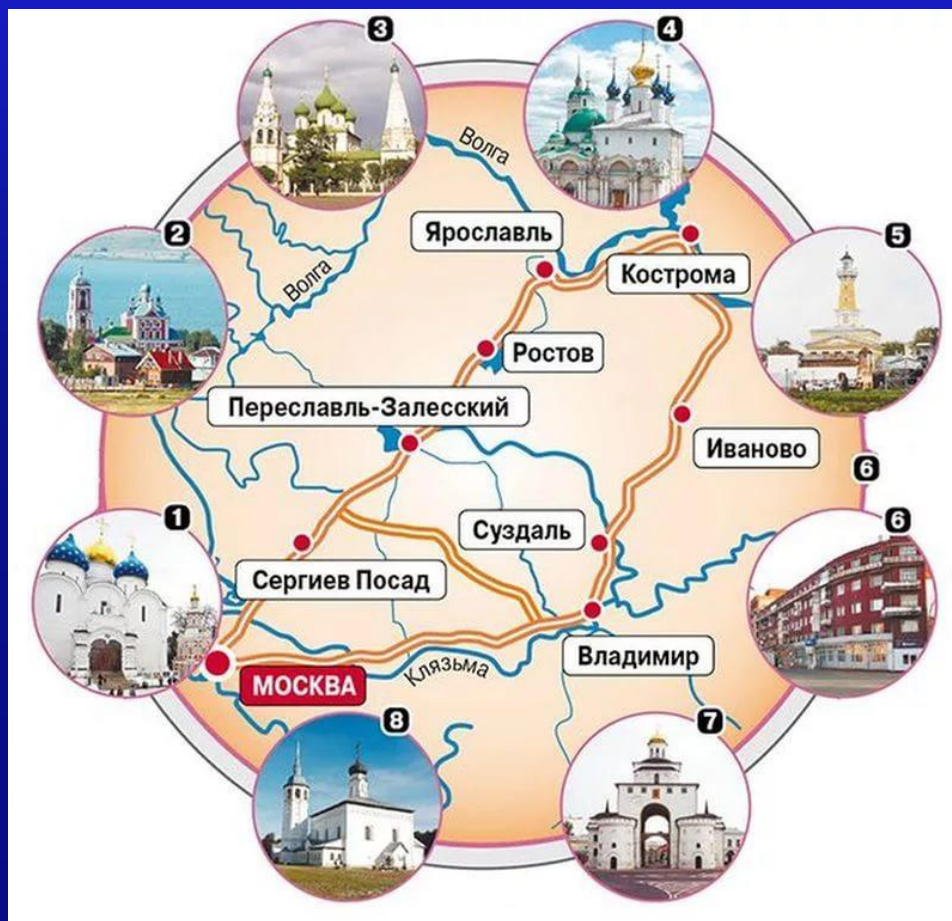 3
4
Волга
2
Ярославль
5
Кострома
Волга
Ростов
Переславль-Залесский
Иваново
6
1
Суздаль
6
Сергиев Посад
Владимир
Клязьма
МОСКВА
8
7